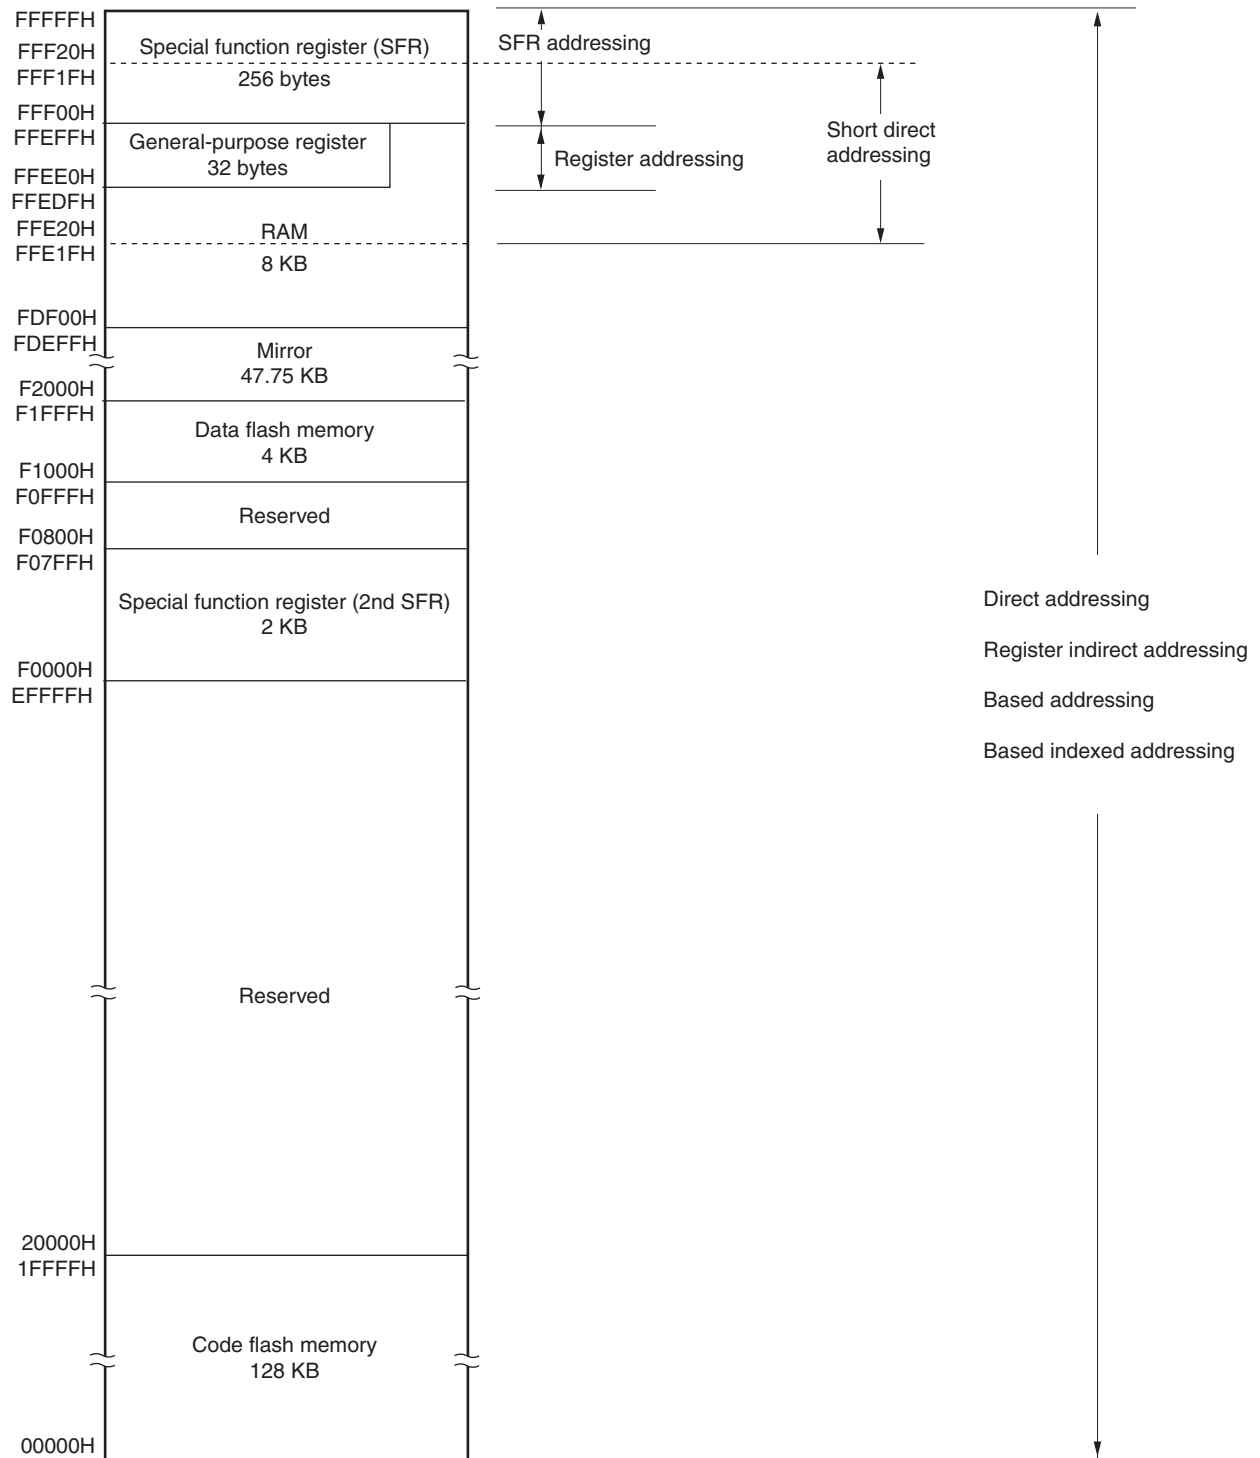 FFFFFH
FFF20H
FFF1FH
FFF00H
FFEFFH
FFEE0H
FFEDFH
FFE20H
FFE1FH
FDF00H
FDEFFH
F2000H
F1FFFH
F1000H
F0FFFH
F0800H
F07FFH
F0000H
EFFFFH
20000H
1FFFFH
00000H
Special function register (SFR)
256 bytes
General-purpose register
32 bytes
RAM
8 KB
Mirror
47.75 KB
Data flash memory
4 KB
Reserved
Special function register (2nd SFR)
2 KB
Reserved
Code flash memory
128 KB
SFR addressing
Register addressing
Short direct
addressing
Direct addressing
Register indirect addressing
Based addressing
Based indexed addressing